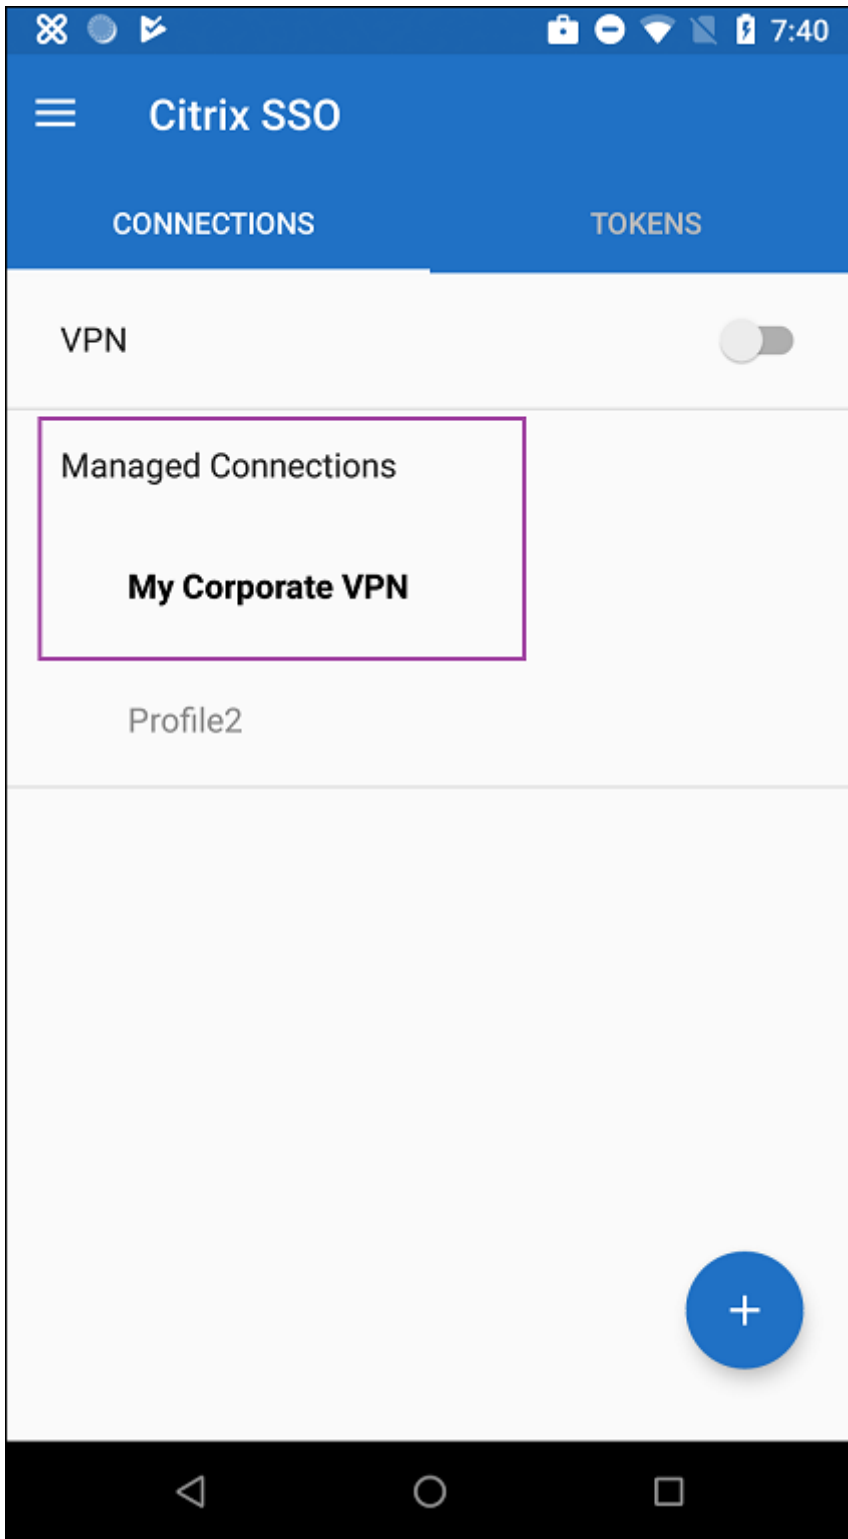 7:40
Citrix SSO
CONNECTIONS TOKENS
VPN
Managed Connections
My Corporate VPN
Profile2